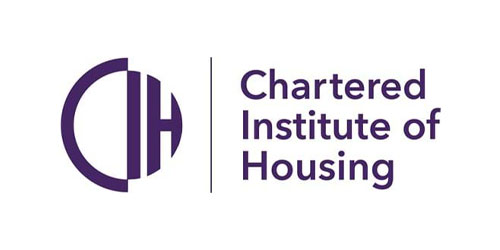 CIH
Chartered
Institute of
Housing